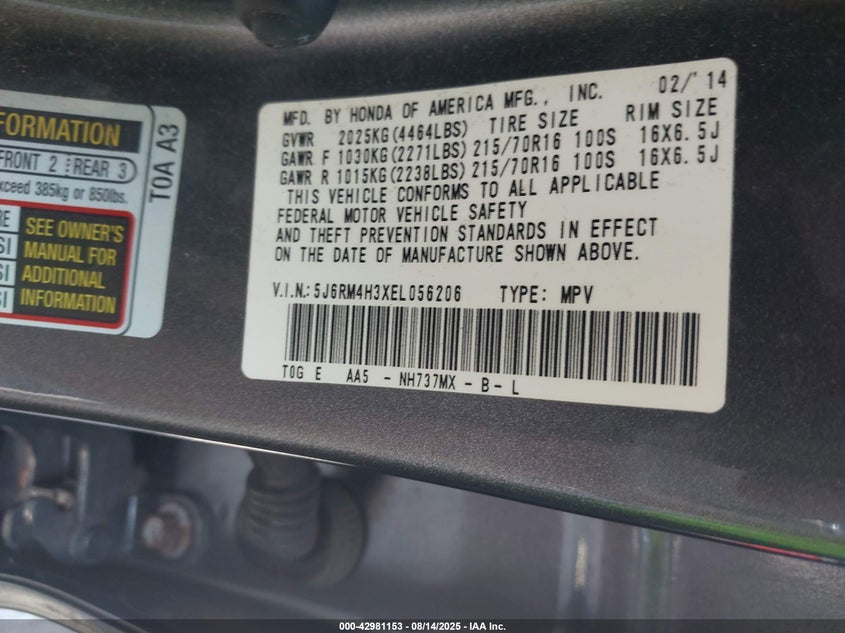 FORMATION
FRONT 2 REAR 3
xceed 385kg or 850lbs.
RE
SI
SI
SI
SEE OWNER'S
MANUAL FOR
ADDITIONAL
INFORMATION
T0A A3
MFD. BY HONDA OF AMERICA MFG., INC. 02/'14
GVWR 2025KG(4464LBS) TIRE SIZE RIM SIZE
GAWR F 1030KG(2271LBS) 215/70R16 100S 16X6.5J
GAWR R 1015KG(2238LBS) 215/70R16 100S 16X6.5J
THIS VEHICLE CONFORMS TO ALL APPLICABLE
FEDERAL MOTOR VEHICLE SAFETY
AND THEFT PREVENTION STANDARDS IN EFFECT
ON THE DATE OF MANUFACTURE SHOWN ABOVE.
V.I.N.: 5J6RM4H3XEL056206 TYPE: MPV
T0G E AA5 - NH737MX - B - L
000-42981153 - 08/14/2025 - IAA Inc.